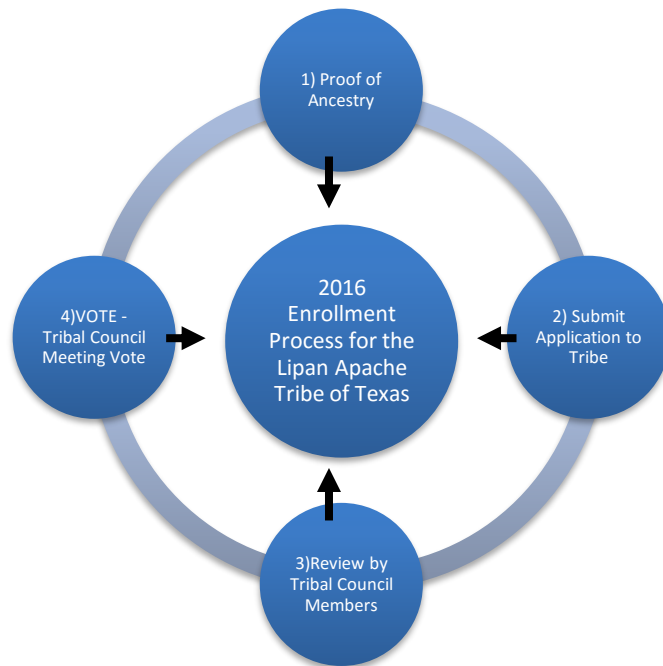 1) Proof of
Ancestry
2016
Enrollment
Process for the
Lipan Apache
Tribe of Texas
2) Submit
Application to
Tribe
3)Review by
Tribal Council
Members
4)VOTE -
Tribal Council
Meeting Vote